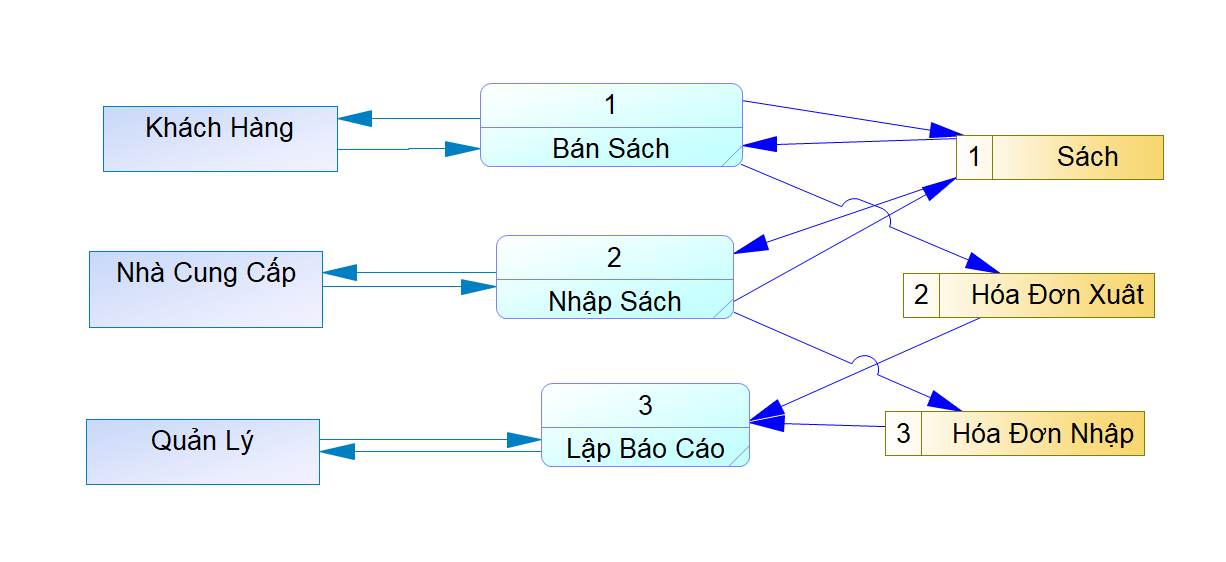 Khách Hàng
1
Bán Sách
1
Sách
Nhà Cung Cấp
2
Nhập Sách
2
Hóa Đơn Xuât
Quản Lý
3
Lập Báo Cáo
3
Hóa Đơn Nhập